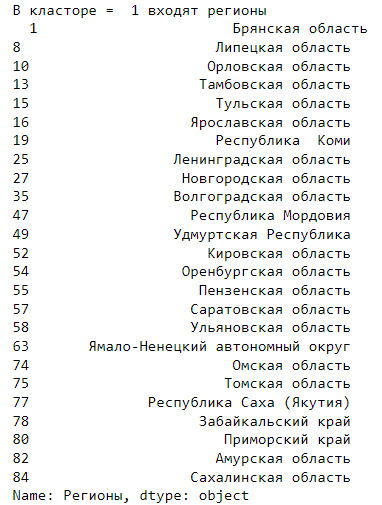 В класторе =  1 входят регионы
1 Брянская область
8 Липецкая область
10 Орловская область
13 Тамбовская область
15 Тульская область
16 Ярославская область
19 Республика  Коми
25 Ленинградская область
27 Новгородская область
35 Волгоградская область
47 Республика Мордовия
49 Удмуртская Республика
52 Кировская область
54 Оренбургская область
55 Пензенская область
57 Саратовская область
58 Ульяновская область
63 Ямало-Ненецкий автономный округ
74 Омская область
75 Томская область
77 Республика Саха (Якутия)
78 Забайкальский край
80 Приморский край
82 Амурская область
84 Сахалинская область
Name: Регионы, dtype: object